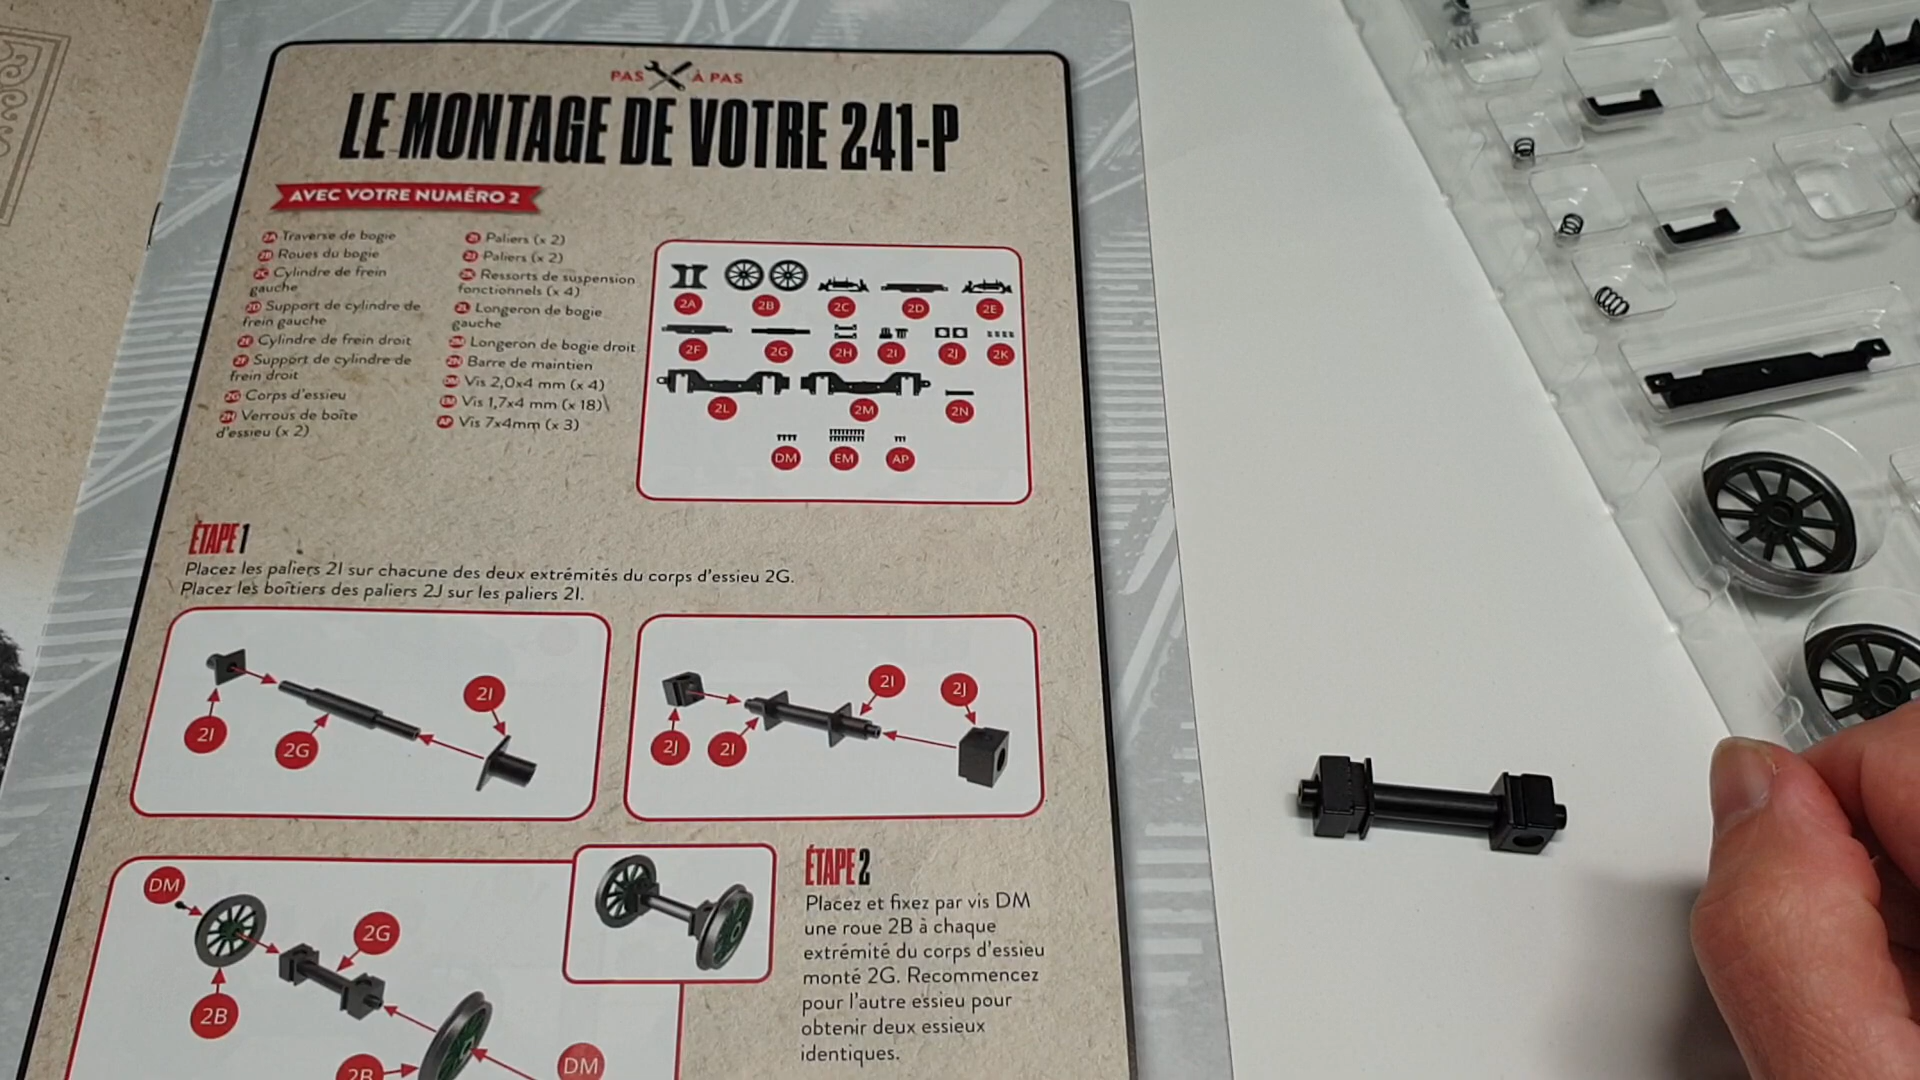 PAS À PAS
LE MONTAGE DE VOTRE 241-P
AVEC VOTRE NUMÉRO 2
2A Traverse de bogie
2B Roues du bogie
2C Cylindre de frein
gauche
2D Support de cylindre de
frein gauche
2E Cylindre de frein droit
2F Support de cylindre de
frein droit
2G Corps d'essieu
2H Verrous de boîte
d'essieu (x 2)
2I Paliers (x 2)
2J Paliers (x 2)
2K Ressorts de suspension
fonctionnels (x 4)
2L Longeron de bogie
gauche
2M Longeron de bogie droit
2N Barre de maintien
DM Vis 2,0x4 mm (x 4)
EM Vis 1,7x4 mm (x 18)\
AP Vis 7x4mm (x 3)
2A 2B 2C 2D 2E
2F 2G 2H 2I 2J 2K
2L 2M 2N
DM EM AP
ÉTAPE 1
Placez les paliers 2I sur chacune des deux extrémités du corps d'essieu 2G.
Placez les boîtiers des paliers 2J sur les paliers 2I.
2I 2G 2I
2J 2I 2I 2J
DM
2G
2B
2B
DM
ÉTAPE 2
Placez et fixez par vis DM
une roue 2B à chaque
extrémité du corps d'essieu
monté 2G. Recommencez
pour l'autre essieu pour
obtenir deux essieux
identiques.